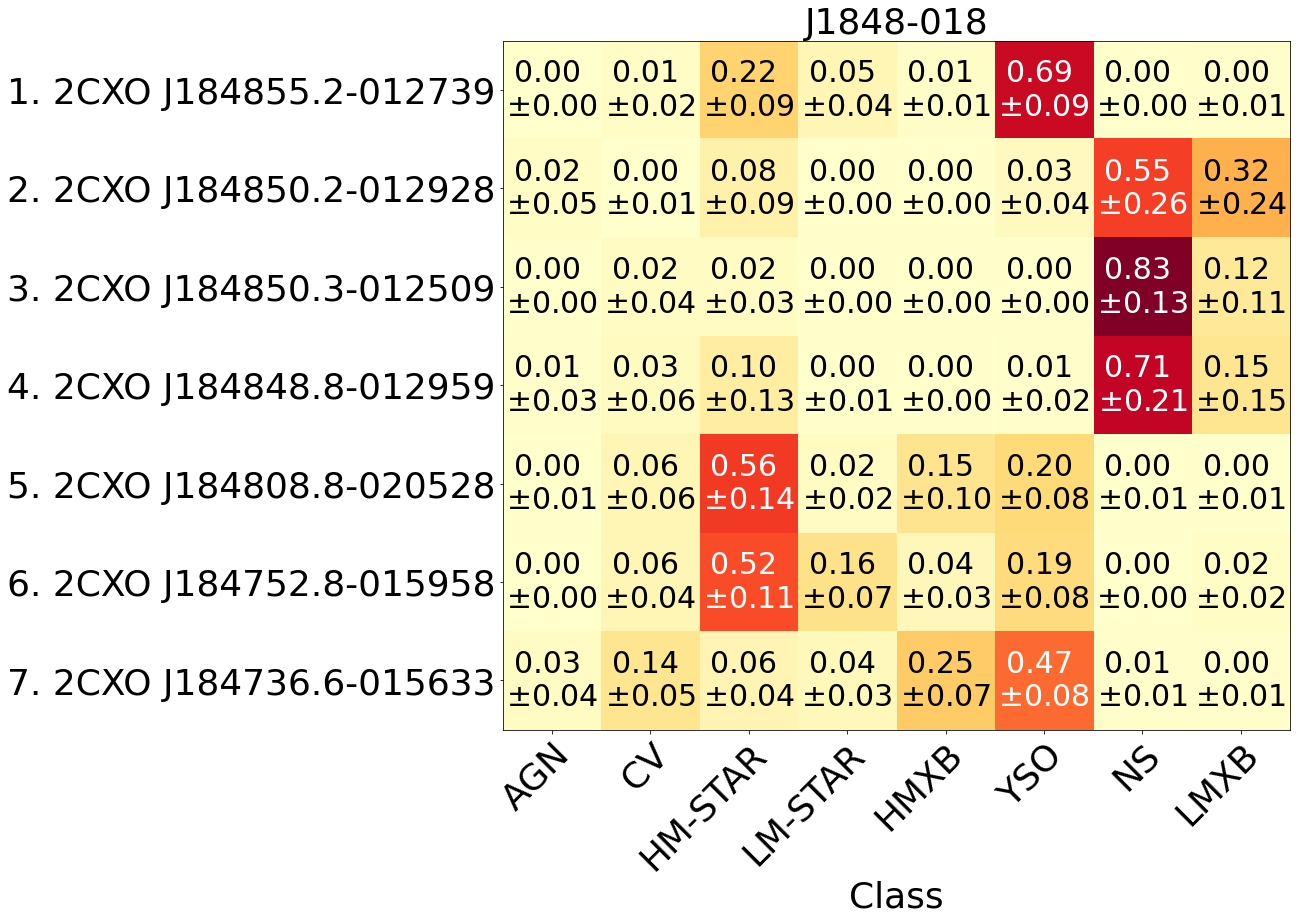 J1848-018
1. 2CXO J184855.2-012739 0.00 0.01 0.22 0.05 0.01 0.69 0.00 0.00
±0.00 ±0.02 ±0.09 ±0.04 ±0.01 ±0.09 ±0.00 ±0.01
2. 2CXO J184850.2-012928 0.02 0.00 0.08 0.00 0.00 0.03 0.55 0.32
±0.05 ±0.01 ±0.09 ±0.00 ±0.00 ±0.04 ±0.26 ±0.24
3. 2CXO J184850.3-012509 0.00 0.02 0.02 0.00 0.00 0.00 0.83 0.12
±0.00 ±0.04 ±0.03 ±0.00 ±0.00 ±0.00 ±0.13 ±0.11
4. 2CXO J184848.8-012959 0.01 0.03 0.10 0.00 0.00 0.01 0.71 0.15
±0.03 ±0.06 ±0.13 ±0.01 ±0.00 ±0.02 ±0.21 ±0.15
5. 2CXO J184808.8-020528 0.00 0.06 0.56 0.02 0.15 0.20 0.00 0.00
±0.01 ±0.06 ±0.14 ±0.02 ±0.10 ±0.08 ±0.01 ±0.01
6. 2CXO J184752.8-015958 0.00 0.06 0.52 0.16 0.04 0.19 0.00 0.02
±0.00 ±0.04 ±0.11 ±0.07 ±0.03 ±0.08 ±0.00 ±0.02
7. 2CXO J184736.6-015633 0.03 0.14 0.06 0.04 0.25 0.47 0.01 0.00
±0.04 ±0.05 ±0.04 ±0.03 ±0.07 ±0.08 ±0.01 ±0.01
AGN CV HM-STAR LM-STAR HMXB YSO NS LMXB
Class